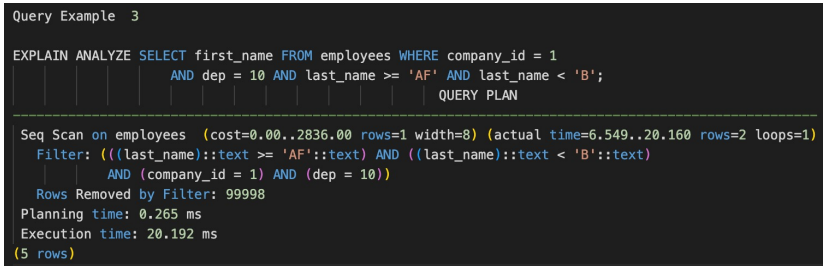 Query Example  3
EXPLAIN ANALYZE SELECT first_name FROM employees WHERE company_id = 1
AND dep = 10 AND last_name >= 'AF' AND last_name < 'B';
QUERY PLAN
--------------------------------------------------------------------------------------------------
Seq Scan on employees  (cost=0.00..2836.00 rows=1 width=8) (actual time=6.549..20.160 rows=2 loops=1)
Filter: (((last_name)::text >= 'AF'::text) AND ((last_name)::text < 'B'::text)
AND (company_id = 1) AND (dep = 10))
Rows Removed by Filter: 99998
Planning time: 0.265 ms
Execution time: 20.192 ms
(5 rows)